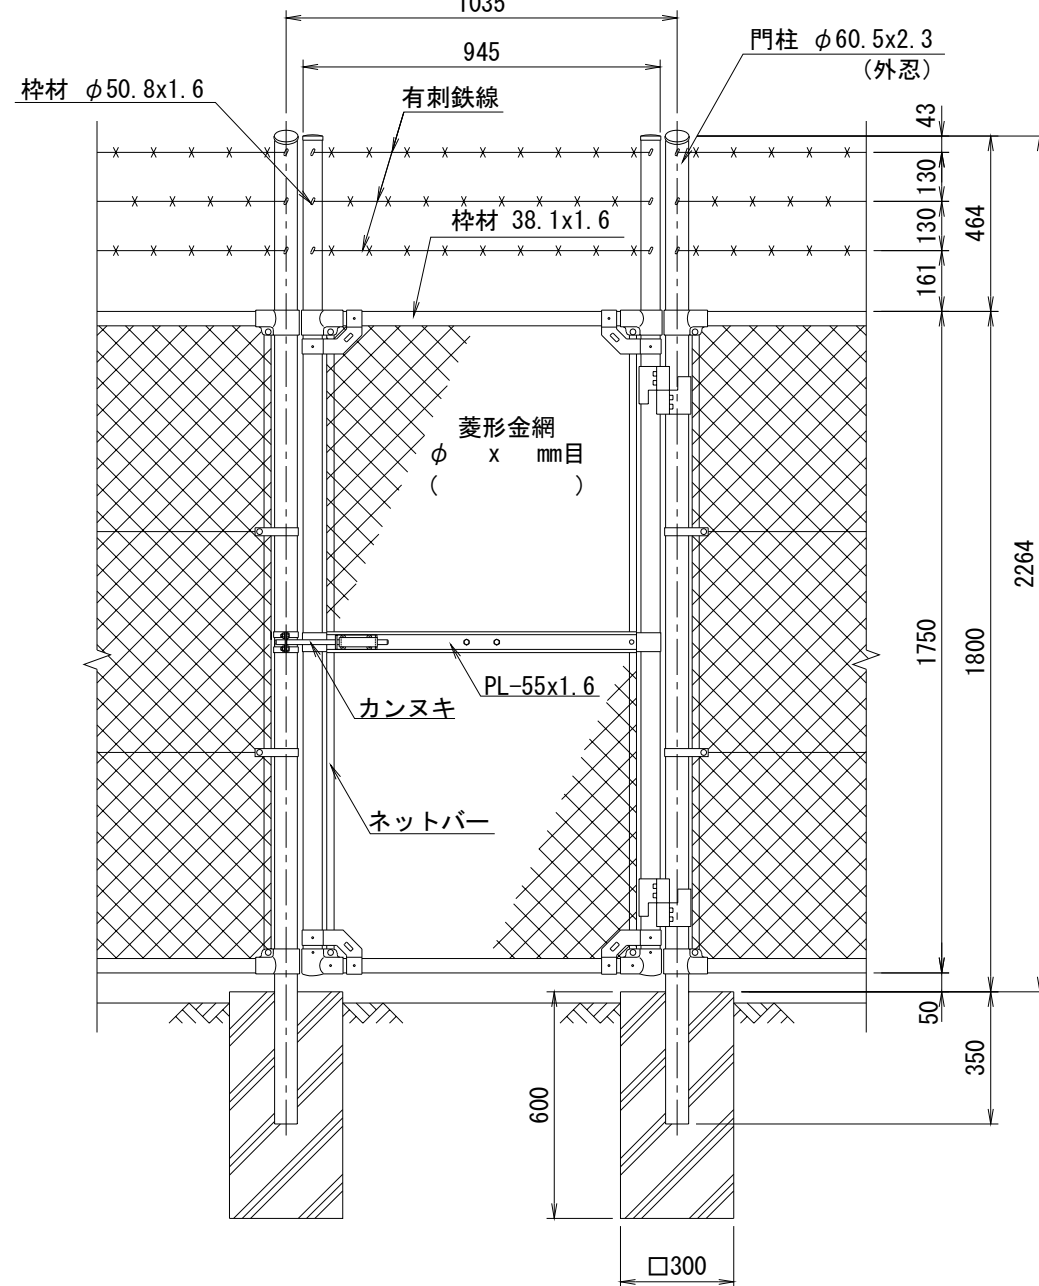 1035
945
門柱 φ60.5x2.3
(外忍)
枠材 φ50.8x1.6
有刺鉄線
43
130
130
161
464
枠材 38.1x1.6
菱形金網
φ x mm目
( )
2264
1750
1800
PL-55x1.6
カンヌキ
ネットバー
50
350
600
□300